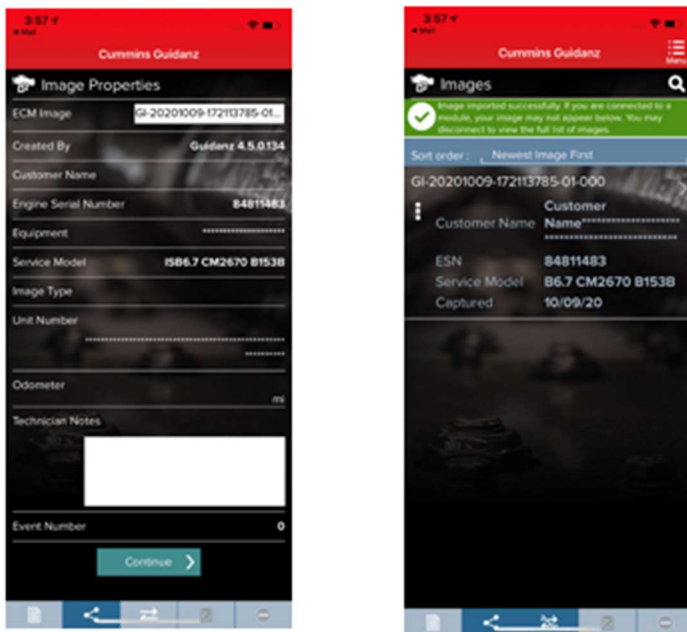 3:57
Mail
Cummins Guidanz
Image Properties
ECM Image GI-20201009-172113785-01...
Created By Guidanz 4.5.0.134
Customer Name
Engine Serial Number 84811483
Equipment ******************
Service Model ISB6.7 CM2670 B153B
Image Type
Unit Number
**************************************************
**********
Odometer
mi
Technician Notes
Event Number 0
Continue
3:57
Mail
Cummins Guidanz
Menu
Images
Image imported successfully. If you are connected to a
module, your image may not appear below. You may
disconnect to view the full list of images.
Sort order : Newest Image First
GI-20201009-172113785-01-000
Customer
Customer Name Name**********************
************************
ESN 84811483
Service Model B6.7 CM2670 B153B
Captured 10/09/20